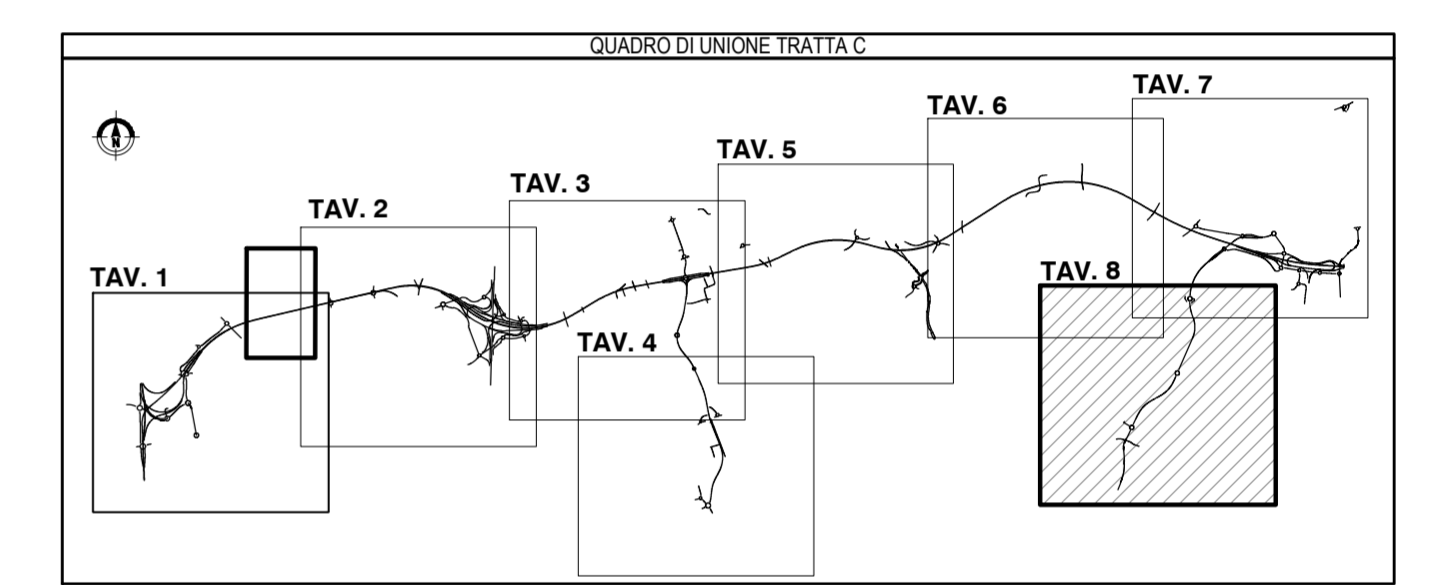 QUADRO DI UNIONE TRATTA C
N
TAV. 1
TAV. 2
TAV. 3
TAV. 4
TAV. 5
TAV. 6
TAV. 7
TAV. 8